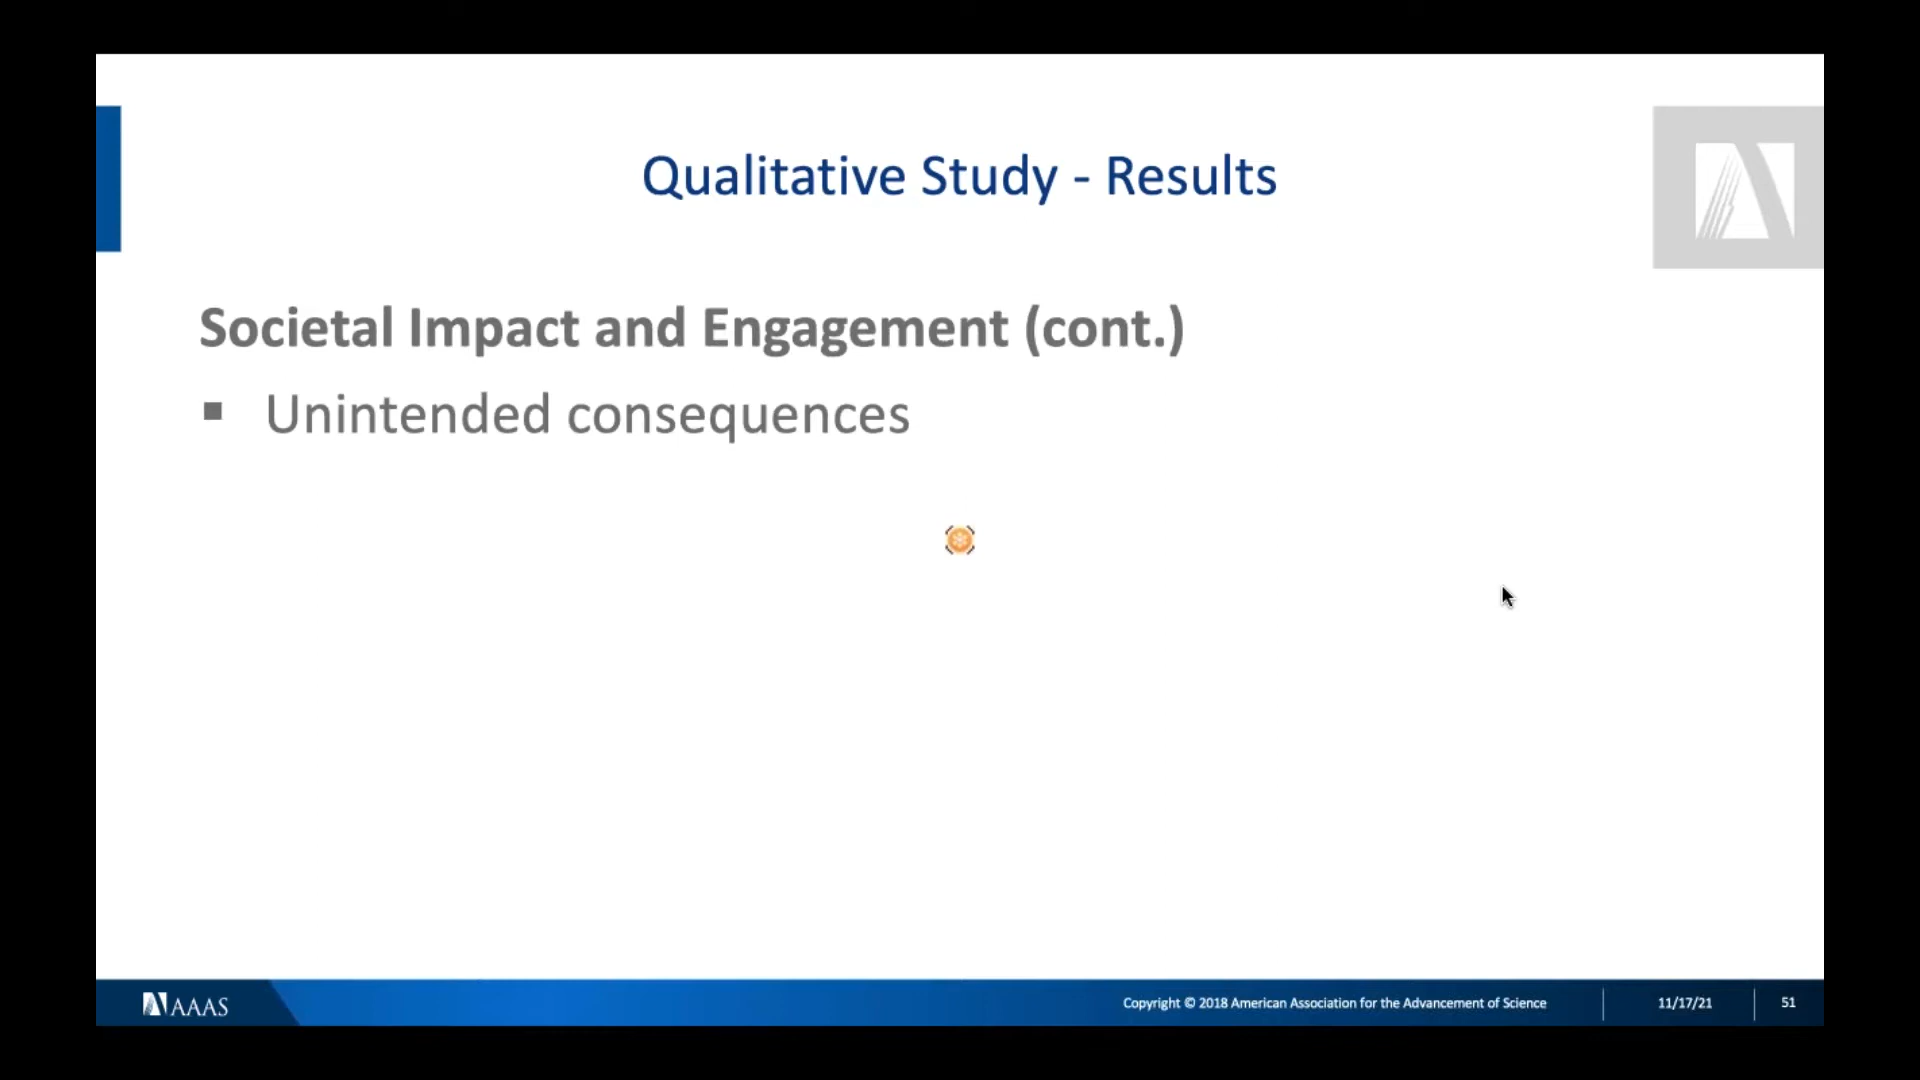 Qualitative Study - Results
Societal Impact and Engagement (cont.)
▪ Unintended consequences
AAAS
Copyright © 2018 American Association for the Advancement of Science
11/17/21
51